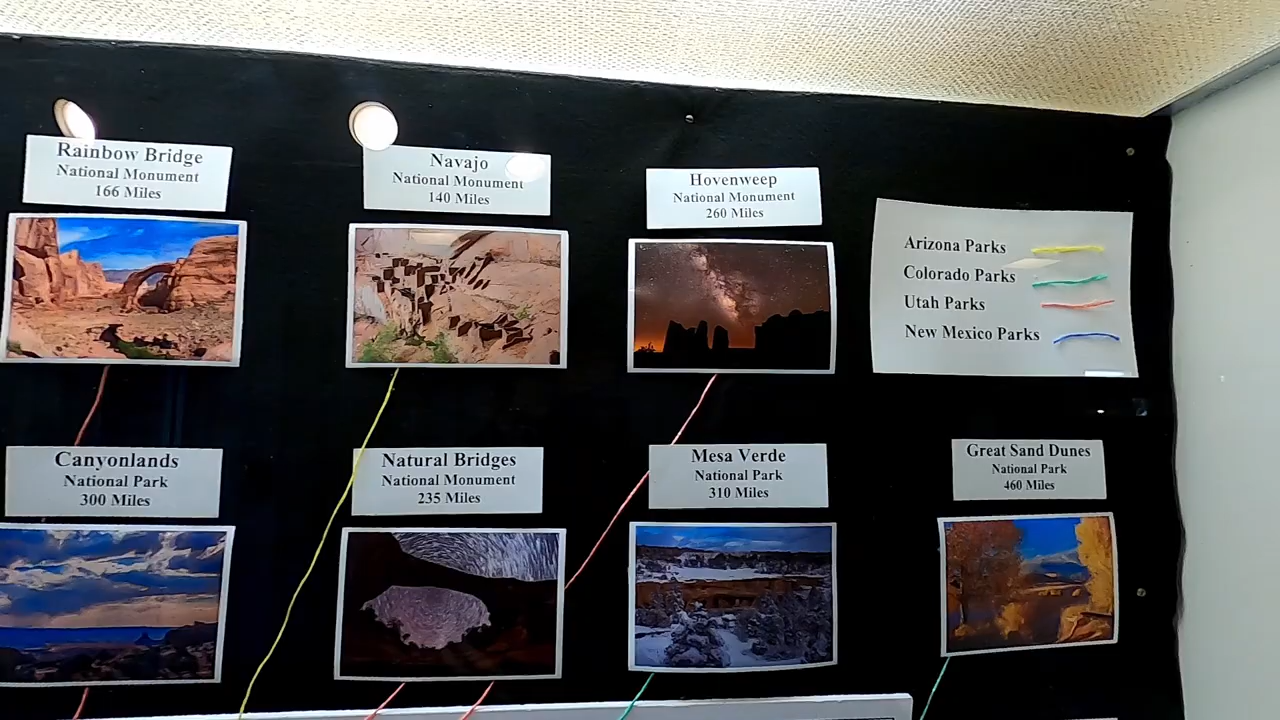 Rainbow Bridge
National Monument
166 Miles
Navajo
National Monument
140 Miles
Hovenweep
National Monument
260 Miles
Arizona Parks
Colorado Parks
Utah Parks
New Mexico Parks
Canyonlands
National Park
300 Miles
Natural Bridges
National Monument
235 Miles
Mesa Verde
National Park
310 Miles
Great Sand Dunes
National Park
460 Miles